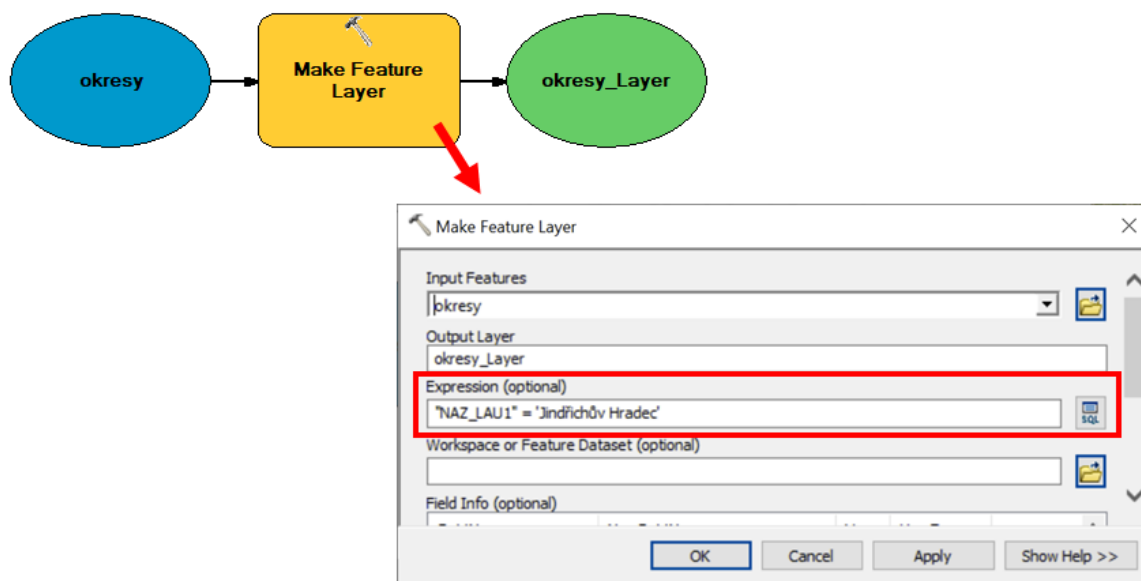 okresy
Make Feature
Layer
okresy_Layer
Make Feature Layer
Input Features
okresy
Output Layer
okresy_Layer
Expression (optional)
"NAZ_LAU1" = 'Jindřichův Hradec'
SQL
Workspace or Feature Dataset (optional)
Field Info (optional)
OK Cancel Apply Show Help >>